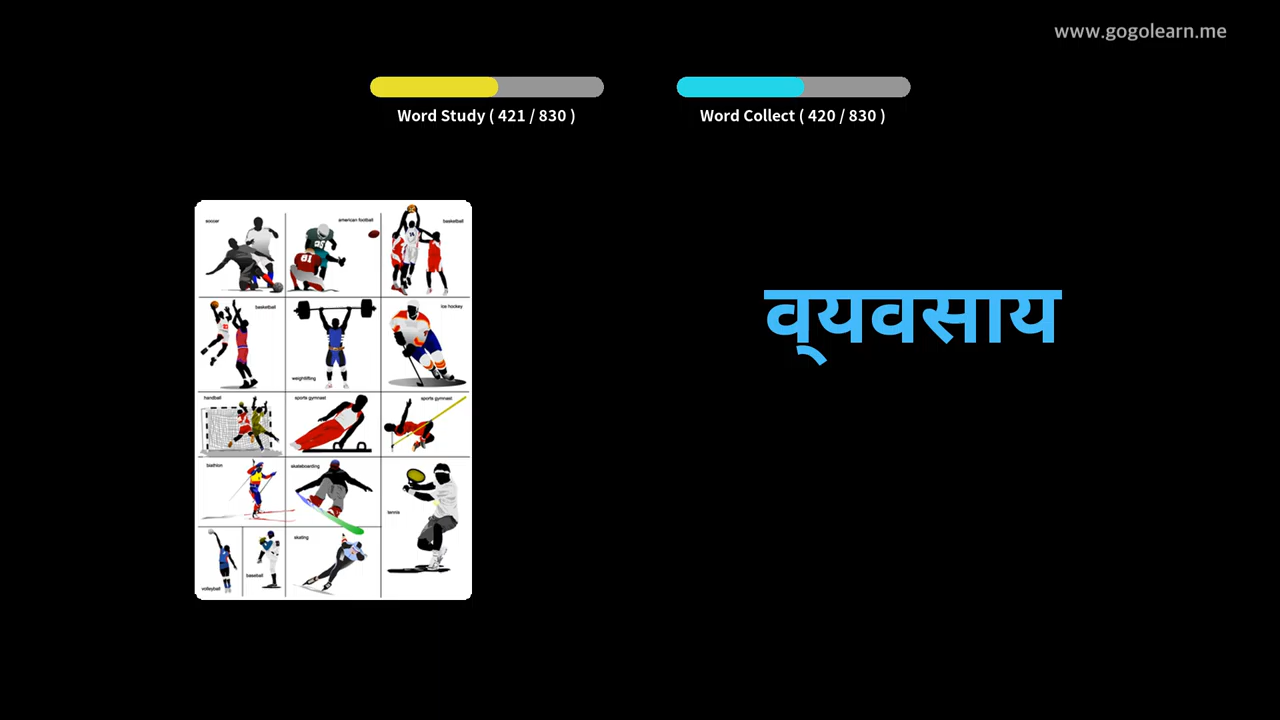 www.gogolearn.me
Word Study ( 421 / 830 )
Word Collect ( 420 / 830 )
soccer
american football
basketball
basketball
weightlifting
ice hockey
handball
sports gymnast
sports gymnast
biathlon
skateboarding
tennis
volleyball
baseball
skating
व्‌यवसाय